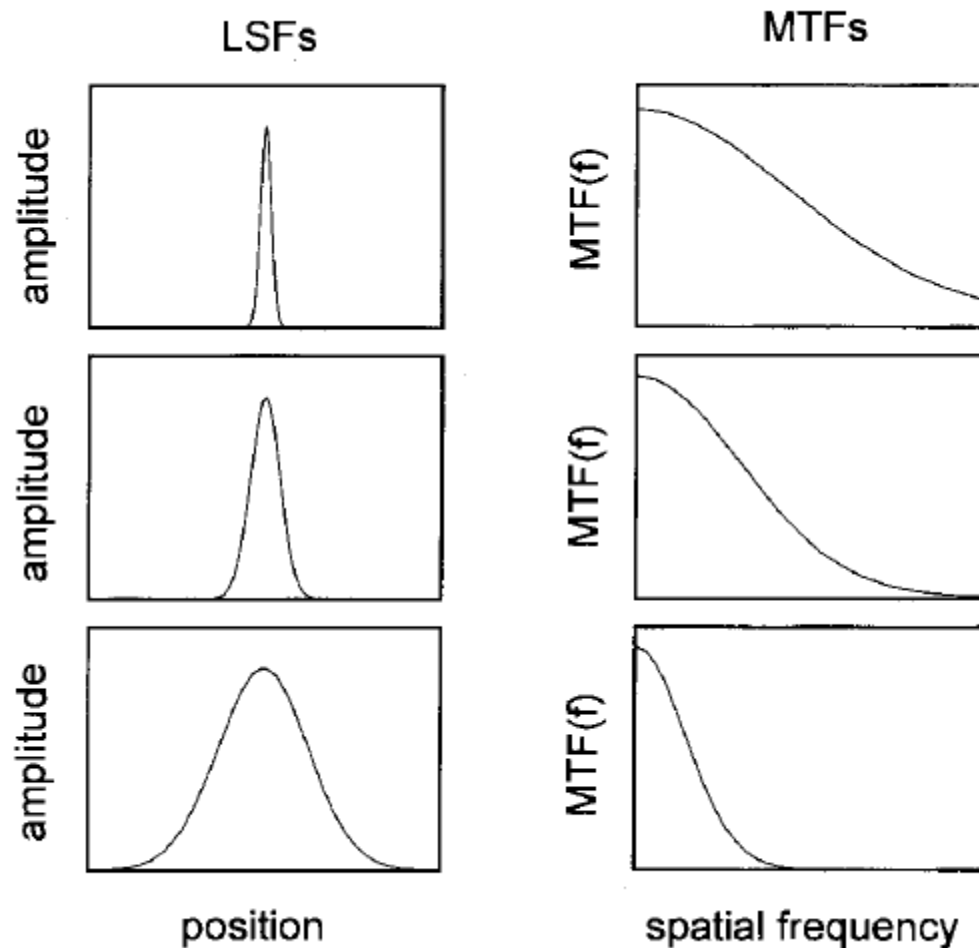 LSFs
MTFs
amplitude
MTF(f)
amplitude
MTF(f)
amplitude
MTF(f)
position
spatial frequency